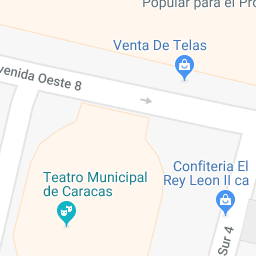 Popular para el Pro
Venta De Telas
venida Oeste 8
Confiteria El
Rey Leon II ca
Teatro Municipal
de Caracas
Sur 4